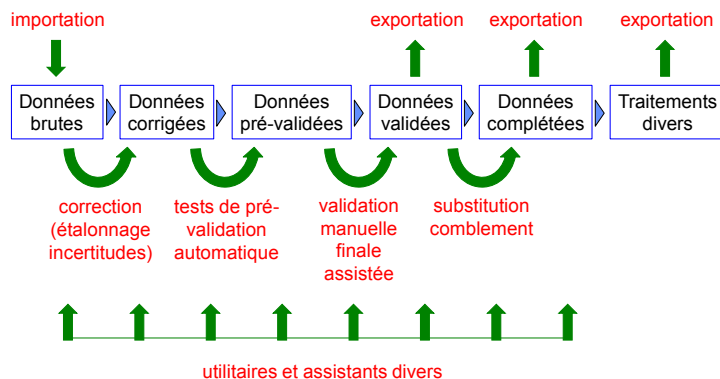 importation
exportation
exportation
exportation
Données
brutes
Données
corrigées
Données
pré-validées
Données
validées
Données
complétées
Traitements
divers
correction
(étalonnage
incertitudes)
tests de pré-
validation
automatique
validation
manuelle
finale
assistée
substitution
comblement
utilitaires et assistants divers